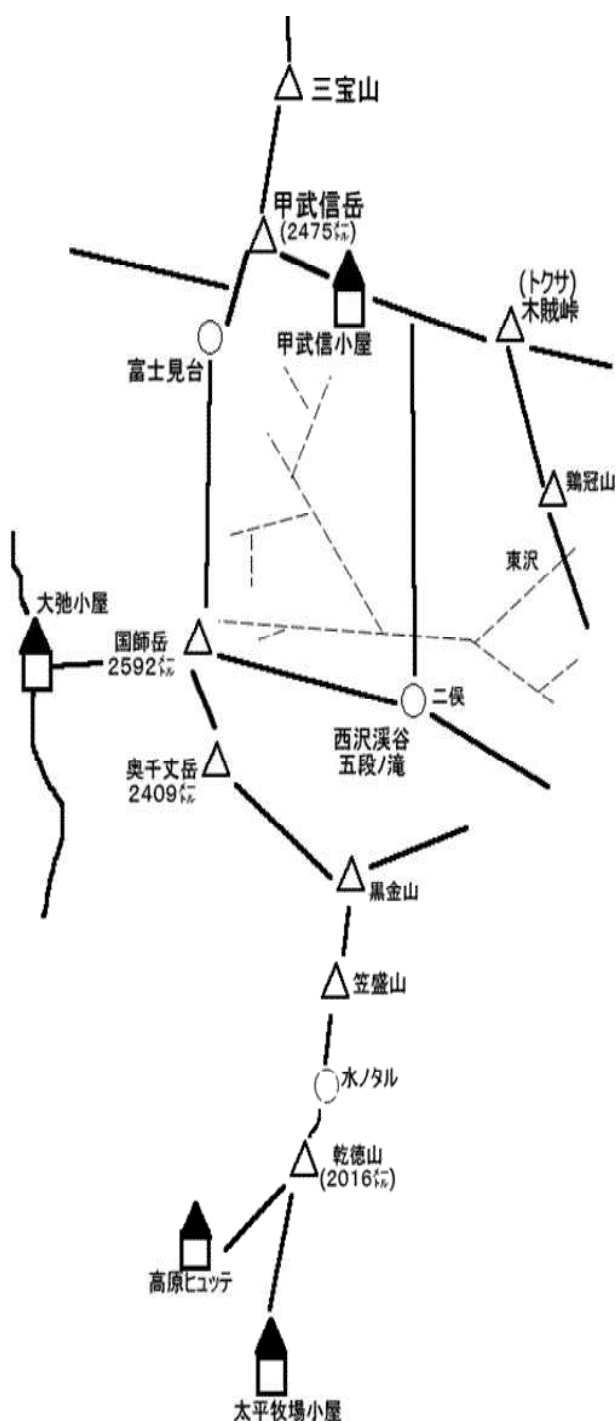 三宝山
甲武信岳
(2475㍍)
(トクサ)
木賊峠
甲武信小屋
富士見台
鶏冠山
東沢
大弛小屋
国師岳
2592㍍
二俣
西沢渓谷
五段ノ滝
奥千丈岳
2409㍍
黒金山
笠盛山
水ノタル
乾徳山
(2016㍍)
高原ヒュッテ
太平牧場小屋